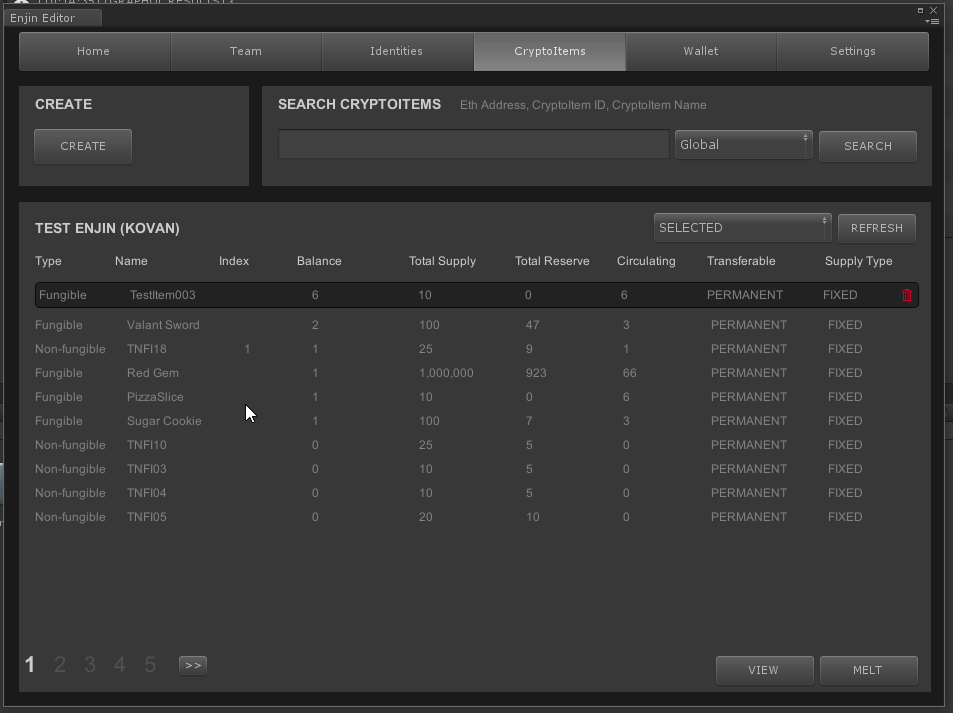 Enjin Editor
Home Team Identities CryptoItems Wallet Settings
CREATE
CREATE
SEARCH CRYPTOITEMS Eth Address, CryptoItem ID, CryptoItem Name
Global SEARCH
TEST ENJIN (KOVAN) SELECTED REFRESH
Type Name Index Balance Total Supply Total Reserve Circulating Transferable Supply Type
Fungible TestItem003 6 10 0 6 PERMANENT FIXED
Fungible Valant Sword 2 100 47 3 PERMANENT FIXED
Non-fungible TNFI18 1 1 25 9 1 PERMANENT FIXED
Fungible Red Gem 1 1,000,000 923 66 PERMANENT FIXED
Fungible PizzaSlice 1 10 0 6 PERMANENT FIXED
Fungible Sugar Cookie 1 100 7 3 PERMANENT FIXED
Non-fungible TNFI10 0 25 5 0 PERMANENT FIXED
Non-fungible TNFI03 0 10 5 0 PERMANENT FIXED
Non-fungible TNFI04 0 10 5 0 PERMANENT FIXED
Non-fungible TNFI05 0 20 10 0 PERMANENT FIXED
1 2 3 4 5 >> VIEW MELT